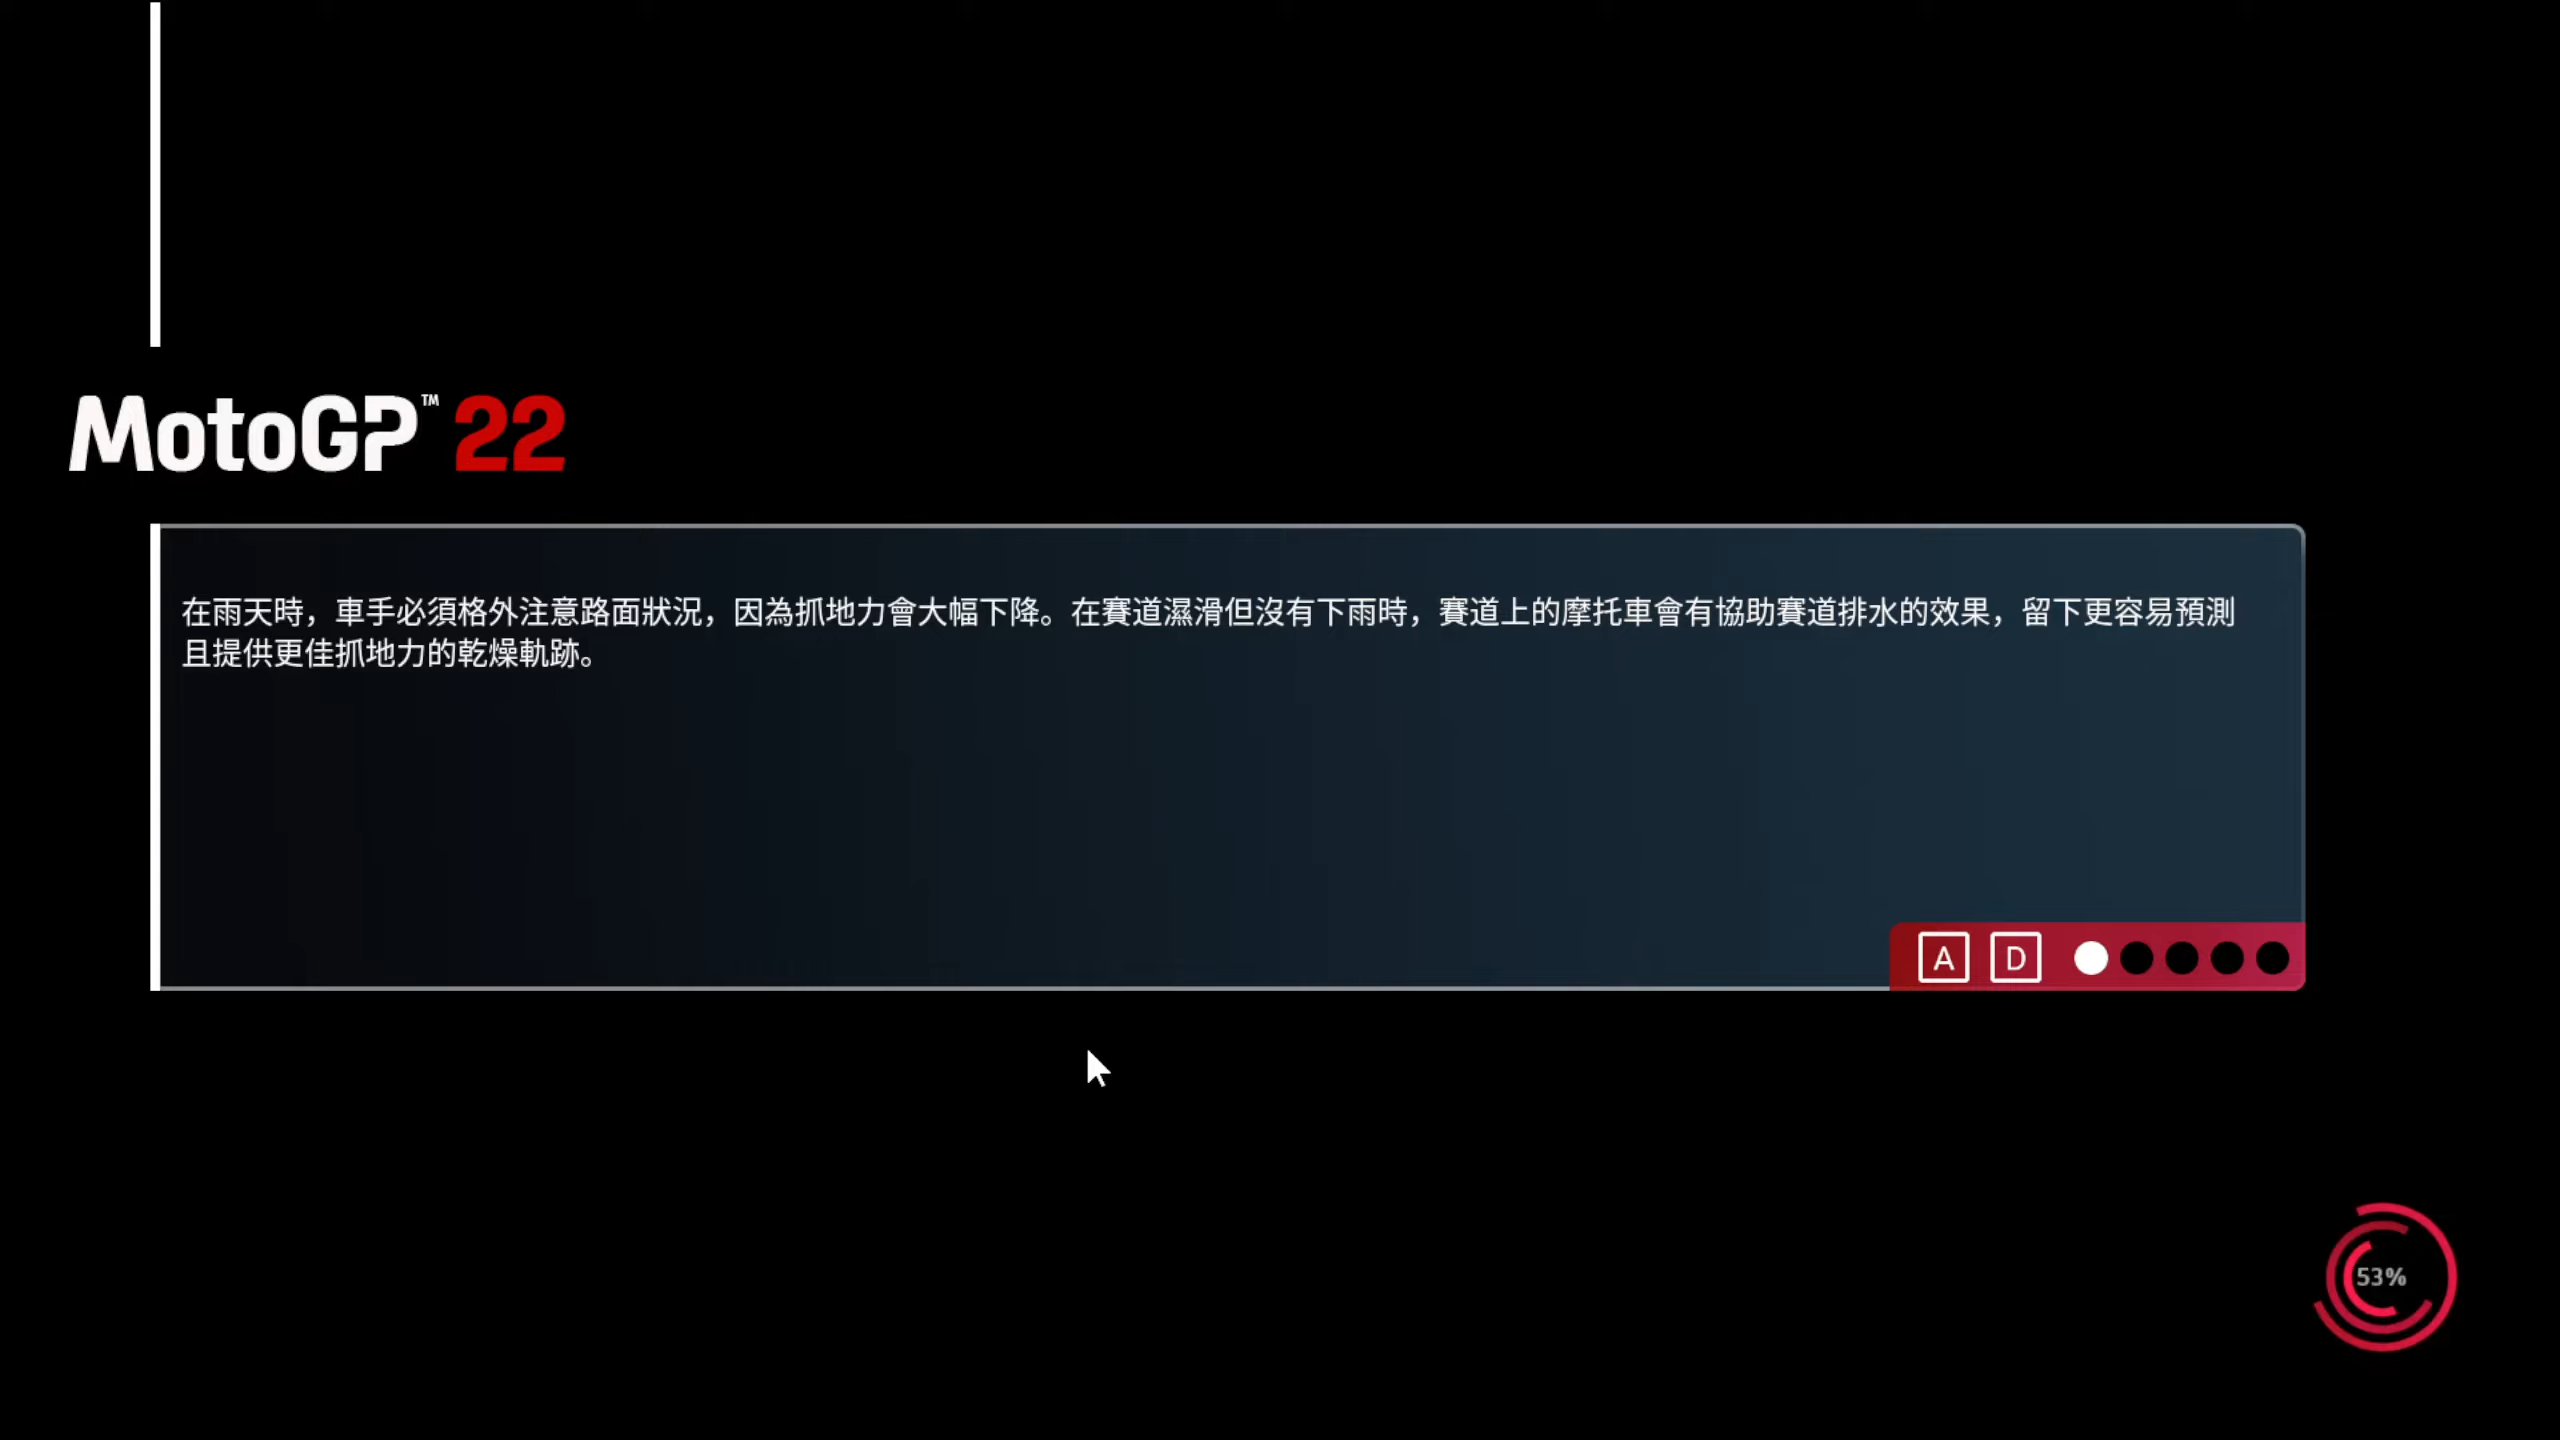 MotoGP™22
在雨天時，車手必須格外注意路面狀況，因為抓地力會大幅下降。在賽道濕滑但沒有下雨時，賽道上的摩托車會有協助賽道排水的效果，留下更容易預測
且提供更佳抓地力的乾燥軌跡。
A D
53%